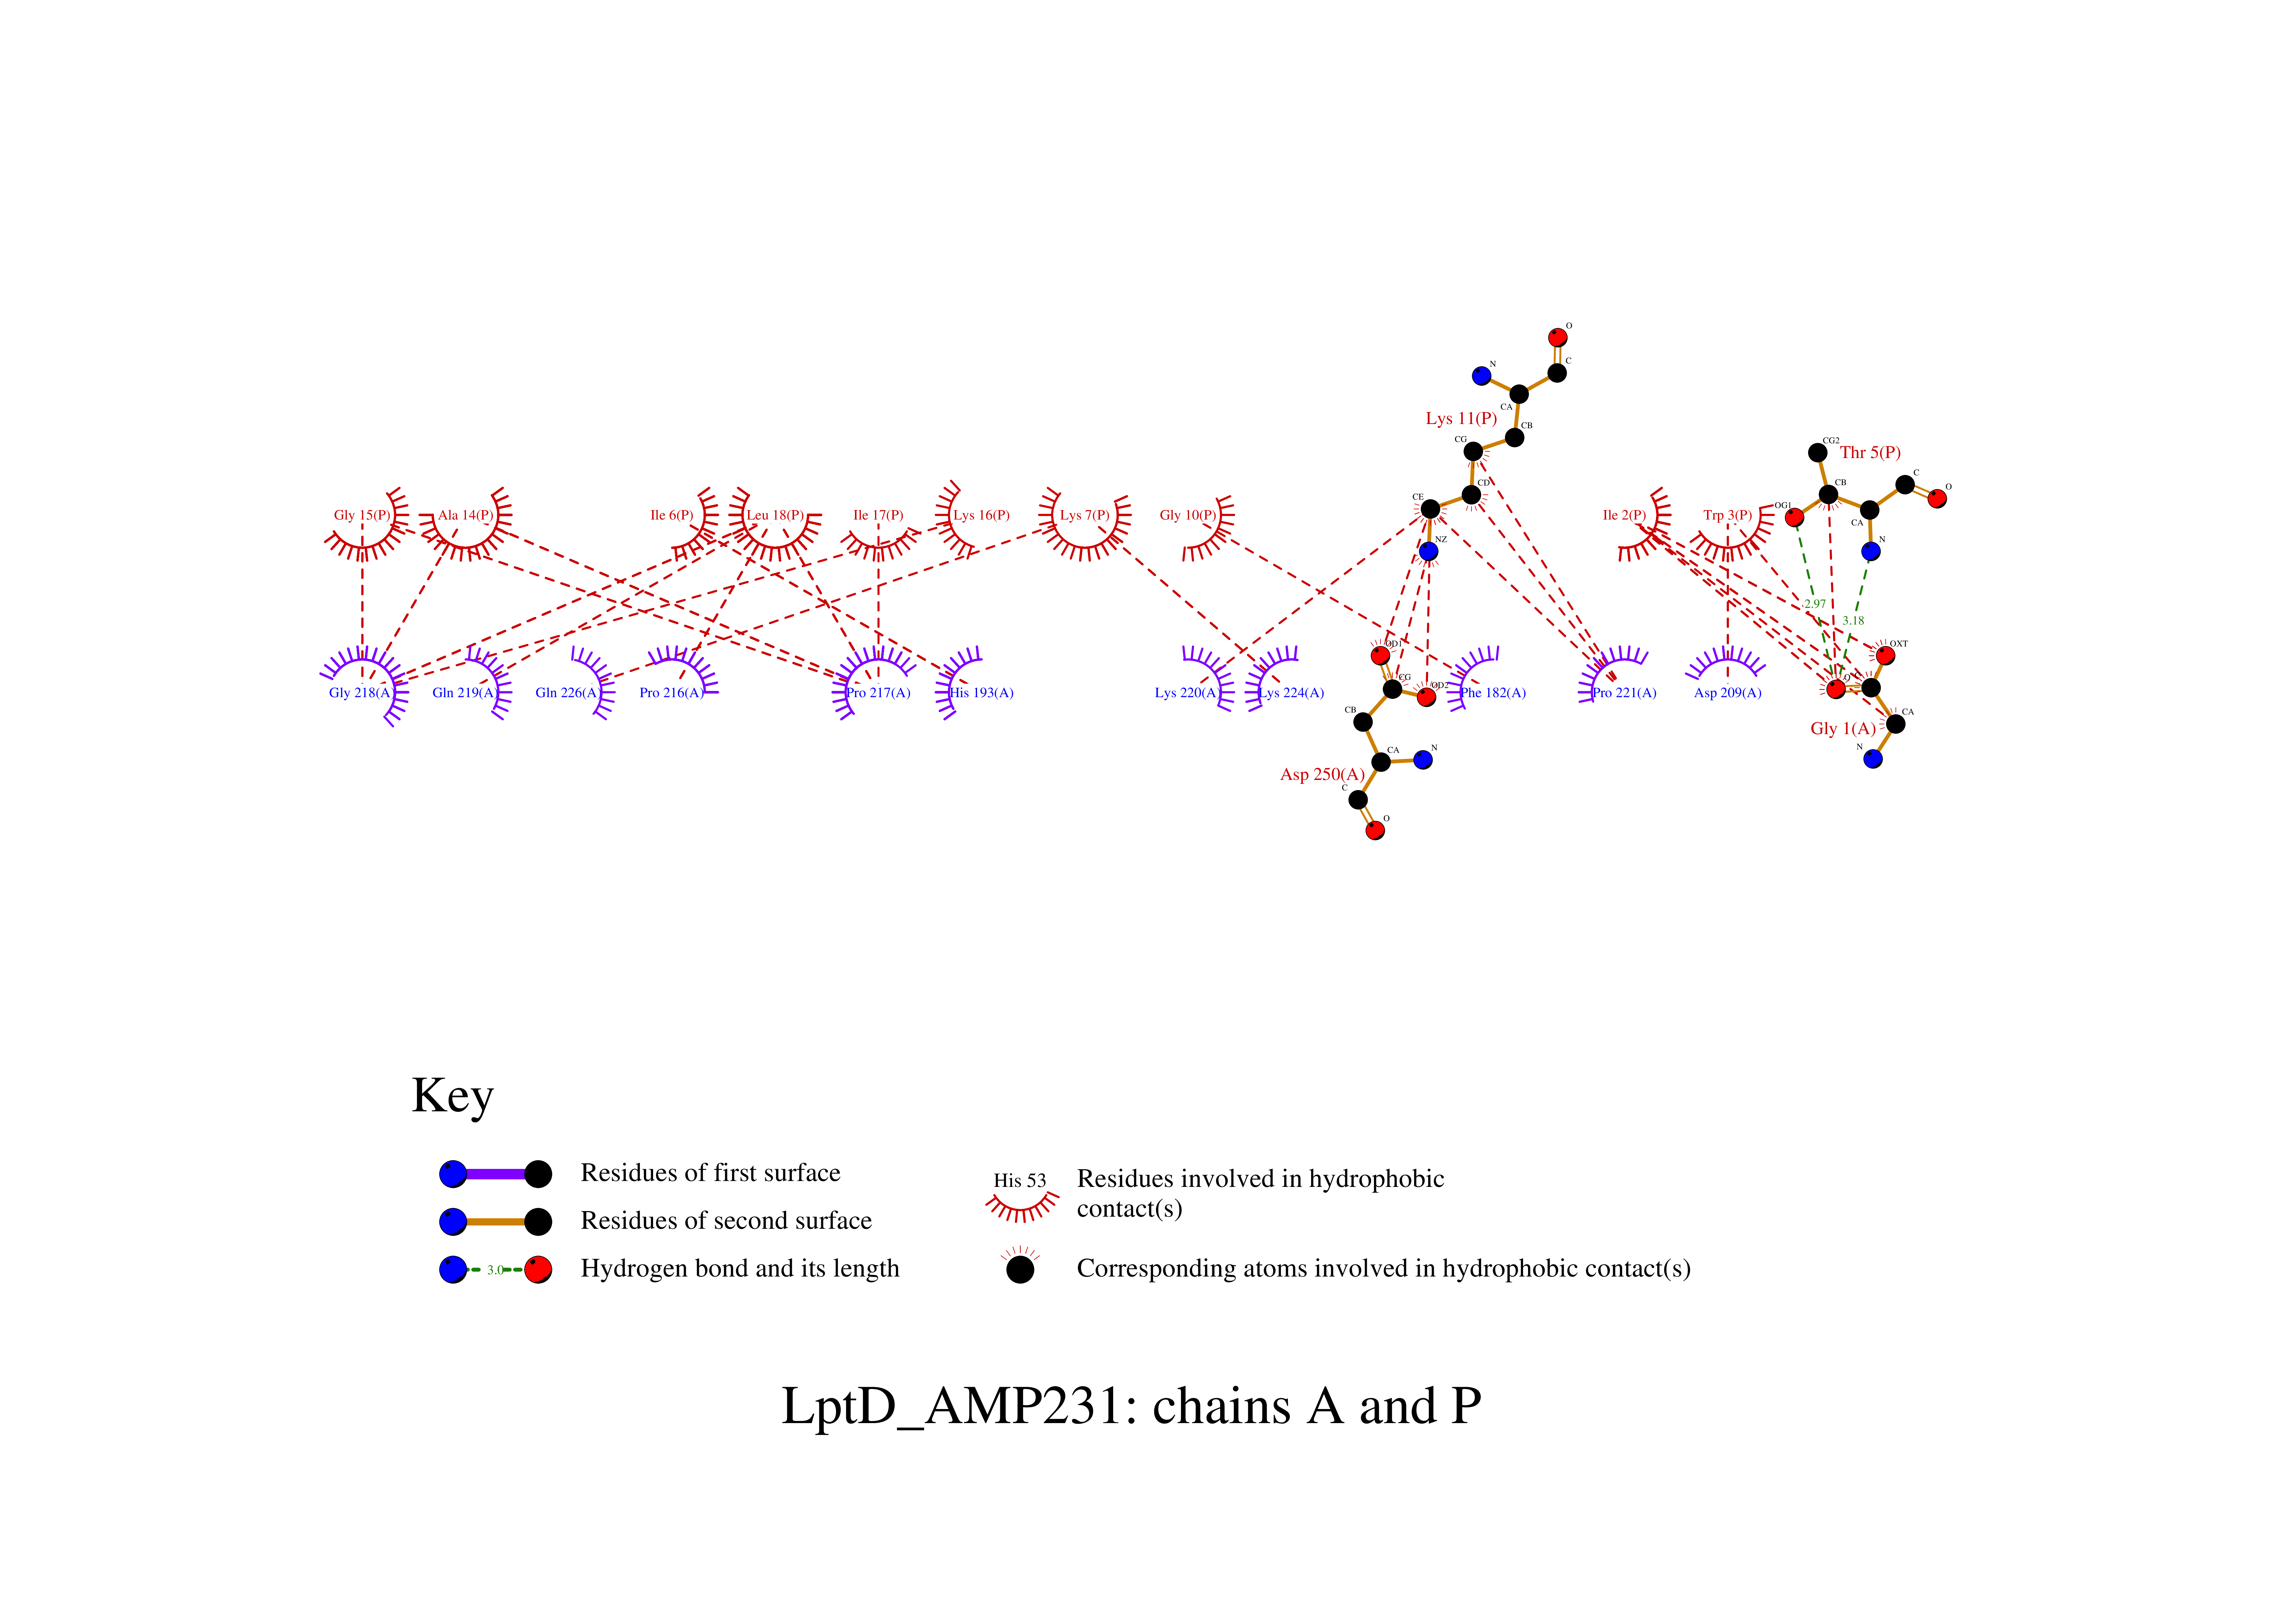 O
N
C
CA
Lys 11(P)
CB
CG
CG2
Thr 5(P)
C
CD
CB
O
CE
OG1
CA
Gly 15(P) Ala 14(P) Ile 6(P) Leu 18(P) Ile 17(P) Lys 16(P) Lys 7(P) Gly 10(P) Ile 2(P) Trp 3(P)
NZ
N
2.97
3.18
OD1
OXT
CG
O
OD2
Gly 218(A) Gln 219(A) Gln 226(A) Pro 216(A) Pro 217(A) His 193(A) Lys 220(A) Lys 224(A) Phe 182(A) Pro 221(A) Asp 209(A)
CB
CA
Gly 1(A)
N
CA
N
Asp 250(A)
C
O
Key
Residues of first surface
Residues of second surface
3.0
Hydrogen bond and its length
His 53
Residues involved in hydrophobic
contact(s)
Corresponding atoms involved in hydrophobic contact(s)
LptD_AMP231: chains A and P